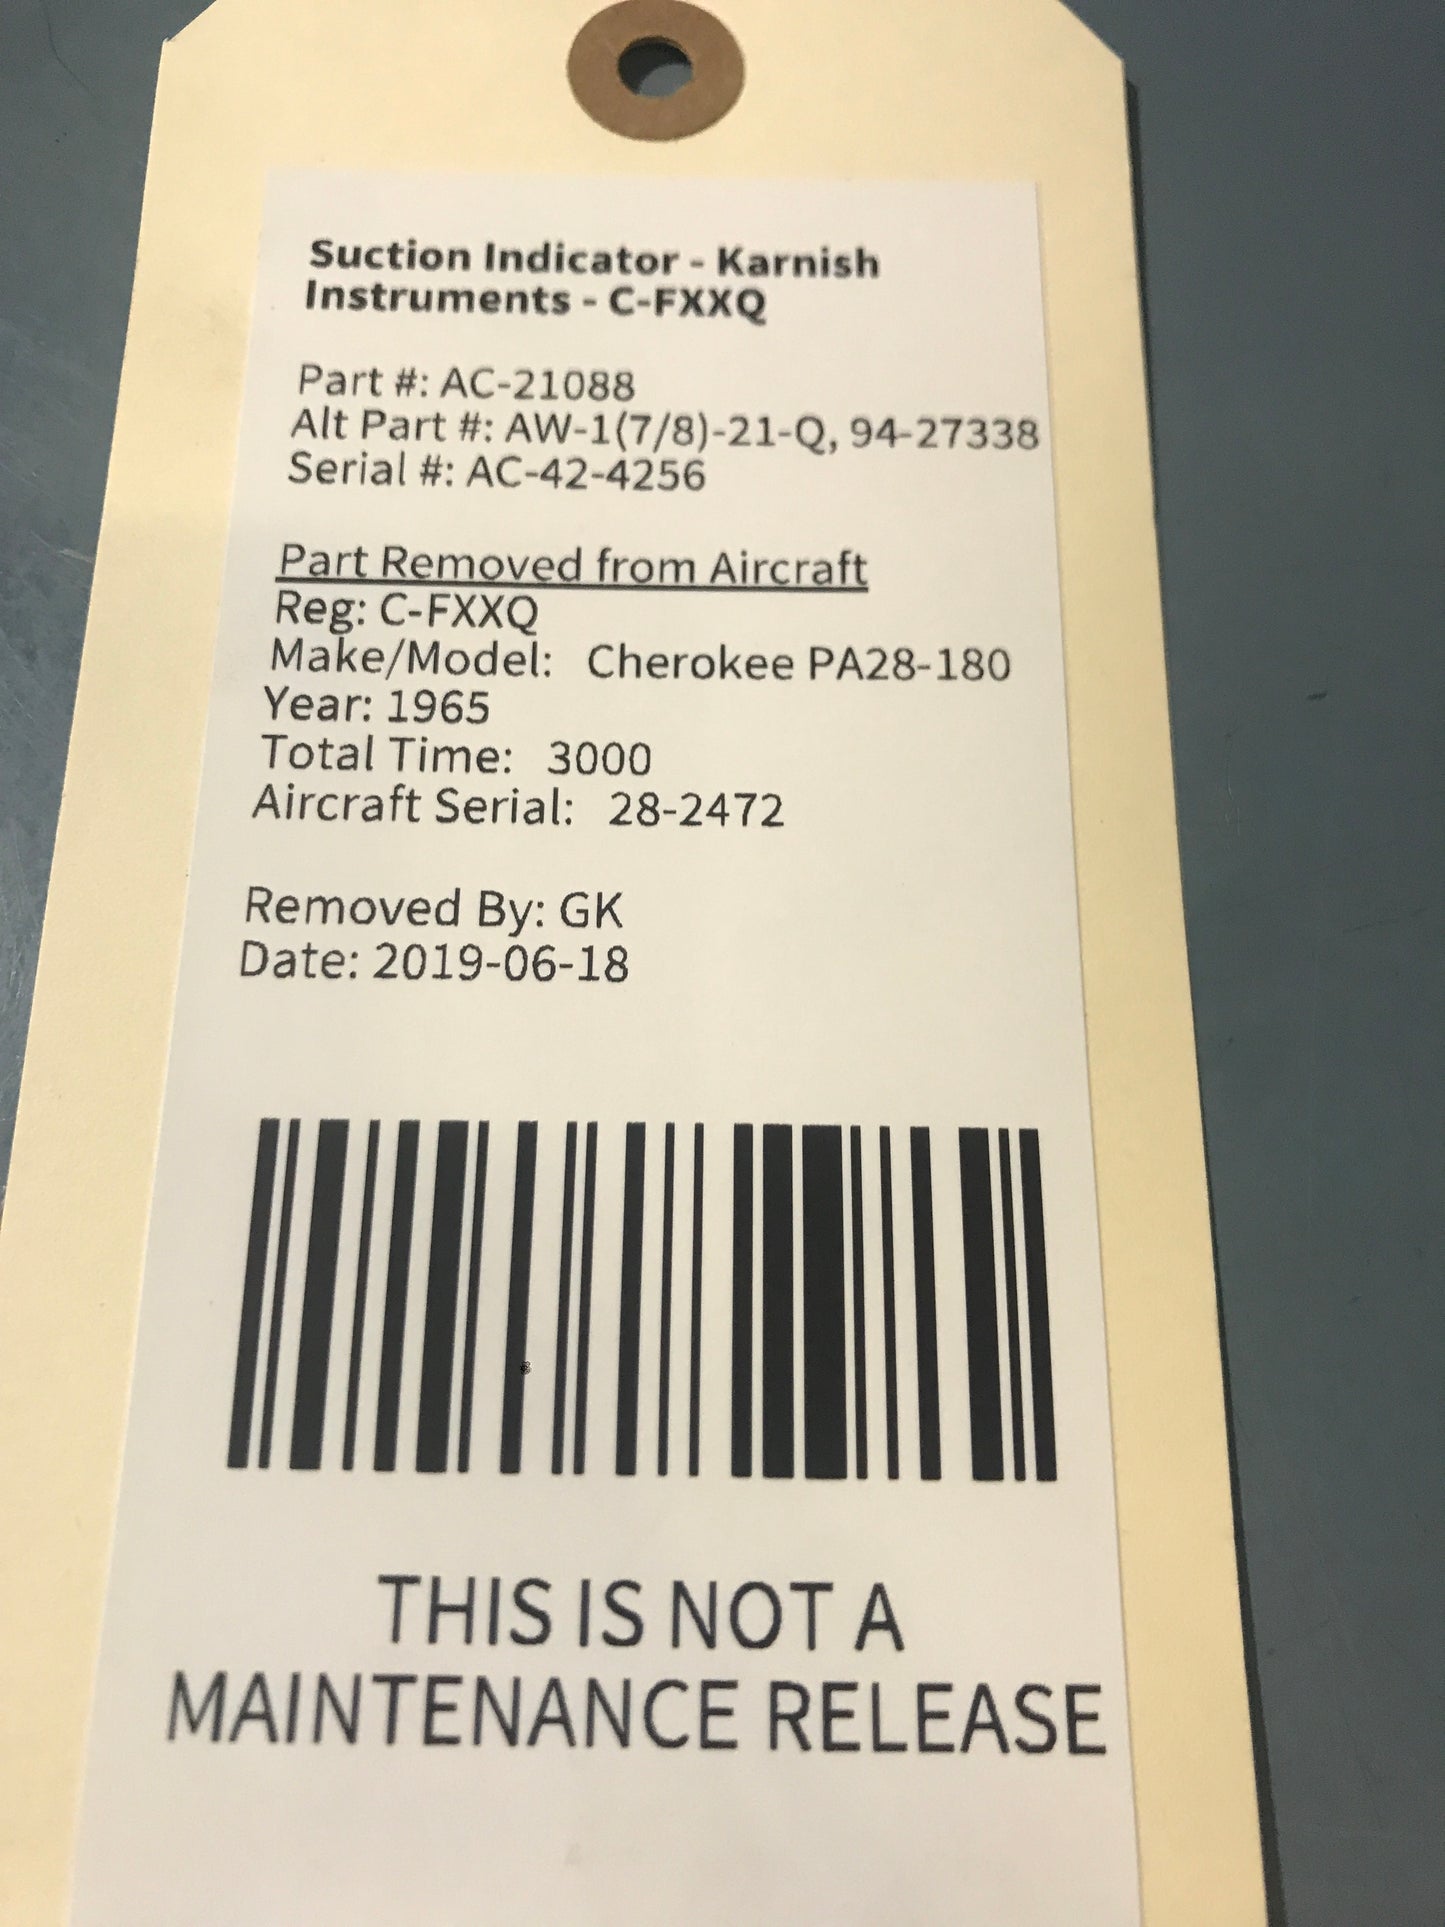 Suction Indicator - Karnish
Instruments - C-FXXQ
Part #: AC-21088
Alt Part #: AW-1(7/8)-21-Q, 94-27338
Serial #: AC-42-4256
Part Removed from Aircraft
Reg: C-FXXQ
Make/Model: Cherokee PA28-180
Year: 1965
Total Time: 3000
Aircraft Serial: 28-2472
Removed By: GK
Date: 2019-06-18
THIS IS NOT A
MAINTENANCE RELEASE